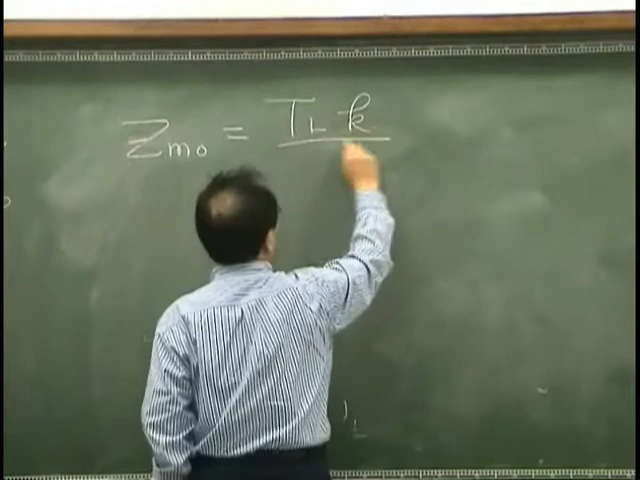 Zmo = TL k